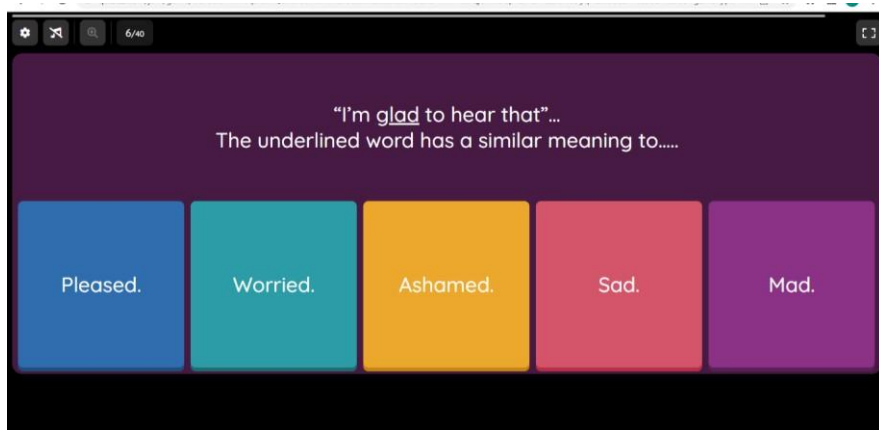 6/40
“I’m glad to hear that”...
The underlined word has a similar meaning to.....
Pleased.
Worried.
Ashamed.
Sad.
Mad.